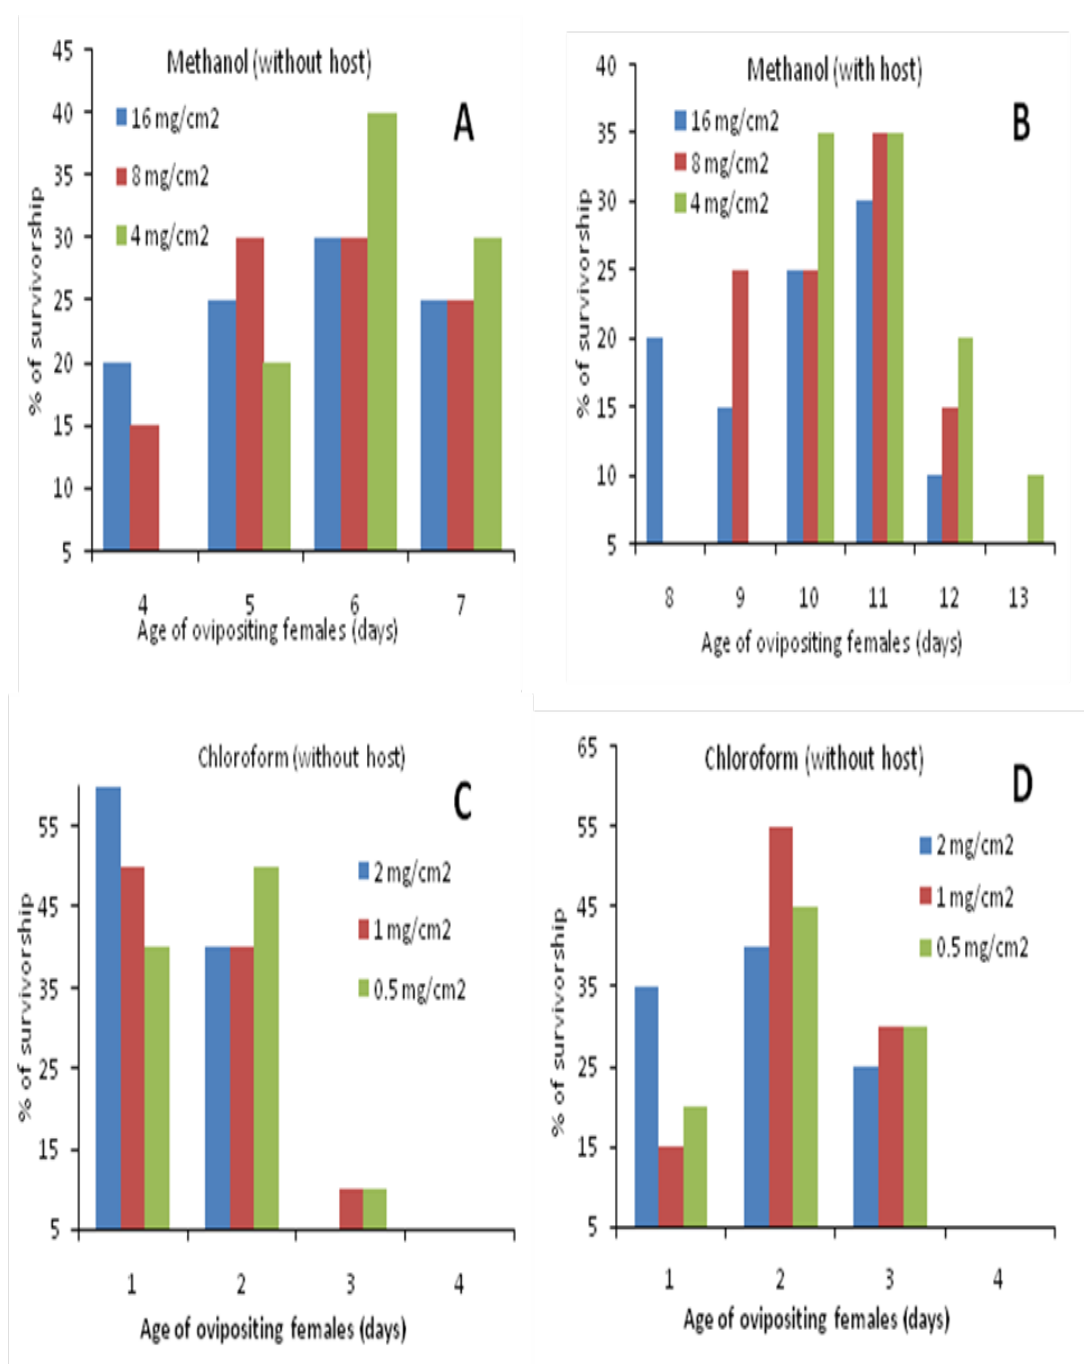 Methanol (without host)
A
16 mg/cm2
8 mg/cm2
4 mg/cm2
45
40
35
30
25
20
15
10
5
% of survivorship
4 5 6 7
Age of ovipositing females (days)
Methanol (with host)
B
16 mg/cm2
8 mg/cm2
4 mg/cm2
40
35
30
25
20
15
10
5
% of survivorship
8 9 10 11 12 13
Age of ovipositing females (days)
Chloroform (without host)
C
2 mg/cm2
1 mg/cm2
0.5 mg/cm2
55
45
35
25
15
5
% of survivorship
1 2 3 4
Age of ovipositing females (days)
Chloroform (without host)
D
2 mg/cm2
1 mg/cm2
0.5 mg/cm2
65
55
45
35
25
15
5
% of survivorship
1 2 3 4
Age of ovipositing females (days)